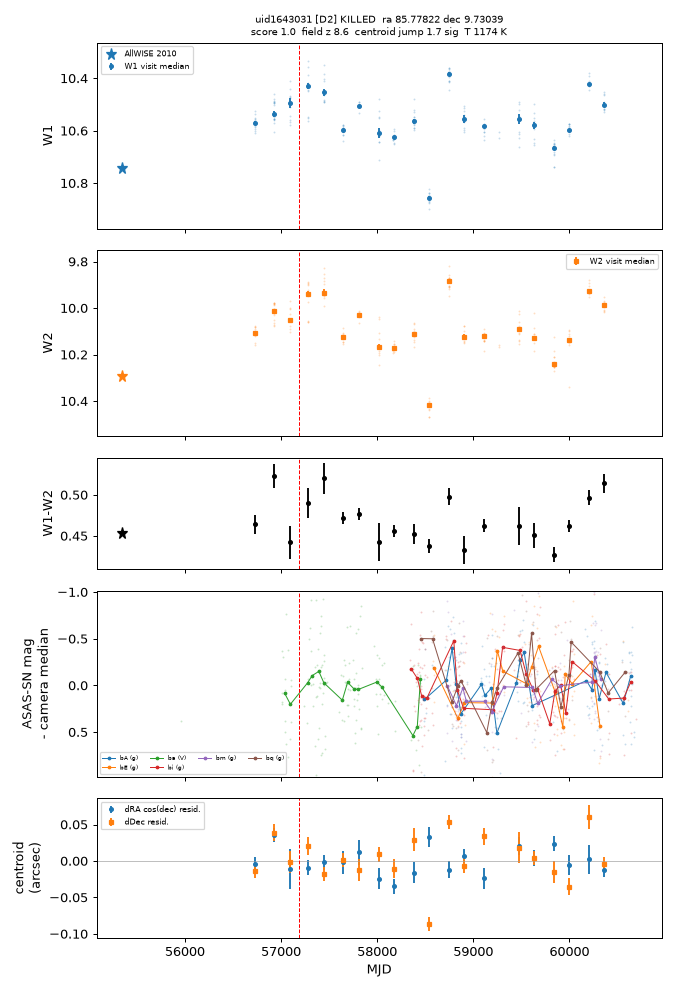 uid1643031 [D2] KILLED ra 85.77822 dec 9.73039
score 1.0 field z 8.6 centroid jump 1.7 sig T 1174 K
AllWISE 2010
W1 visit median
10.4
10.6
10.8
W1
W2 visit median
9.8
10.0
10.2
10.4
W2
0.50
0.45
W1-W2
−1.0
−0.5
0.0
0.5
ASAS-SN mag
- camera median
bA (g)
bE (g)
ba (V)
bi (g)
bm (g)
bq (g)
dRA cos(dec) resid.
dDec resid.
0.05
0.00
−0.05
−0.10
centroid
(arcsec)
56000
57000
58000
59000
60000
MJD